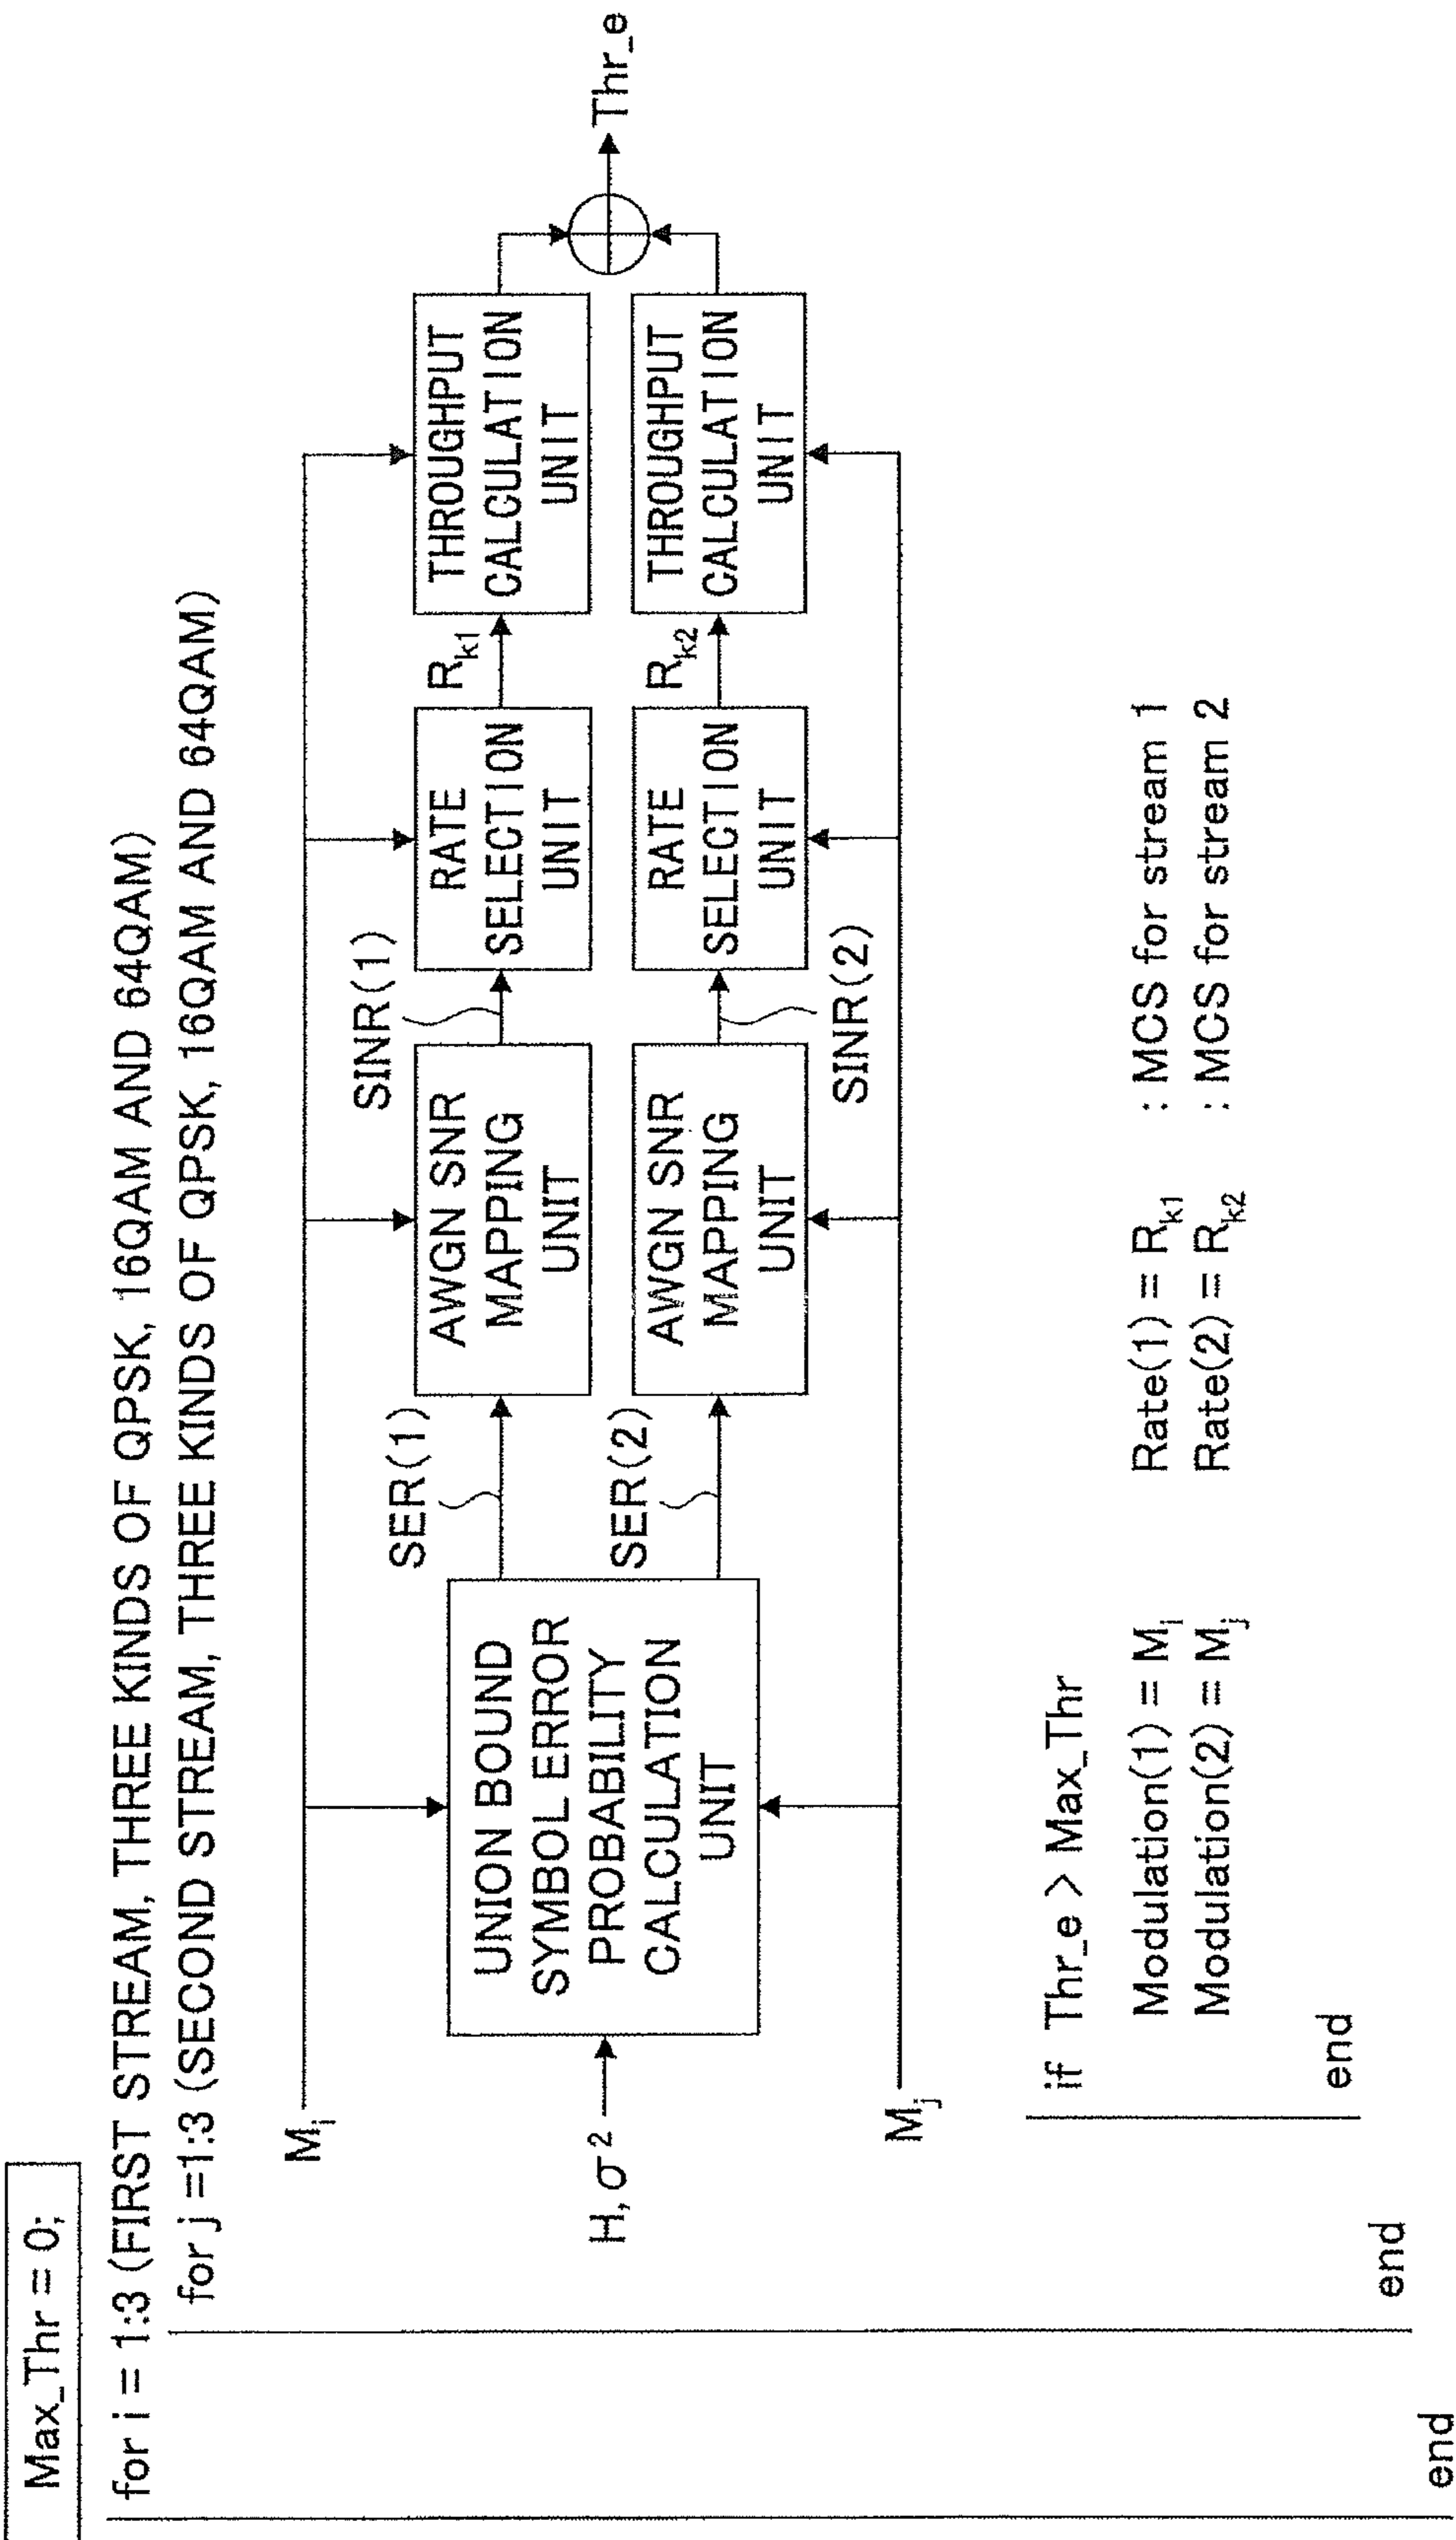 Max_Thr = 0;
for i = 1:3 (FIRST STREAM, THREE KINDS OF QPSK, 16QAM AND 64QAM)
for j =1:3 (SECOND STREAM, THREE KINDS OF QPSK, 16QAM AND 64QAM)
M_i
H, σ²
M_j
UNION BOUND
SYMBOL ERROR
PROBABILITY
CALCULATION
UNIT
SER(1)
SER(2)
AWGN SNR
MAPPING
UNIT
AWGN SNR
MAPPING
UNIT
SINR(1)
SINR(2)
RATE
SELECTION
UNIT
RATE
SELECTION
UNIT
R_k1
R_k2
THROUGHPUT
CALCULATION
UNIT
THROUGHPUT
CALCULATION
UNIT
Thr_e
if Thr_e > Max_Thr
Modulation(1) = M_i Rate(1) = R_k1 : MCS for stream 1
Modulation(2) = M_j Rate(2) = R_k2 : MCS for stream 2
end
end
end